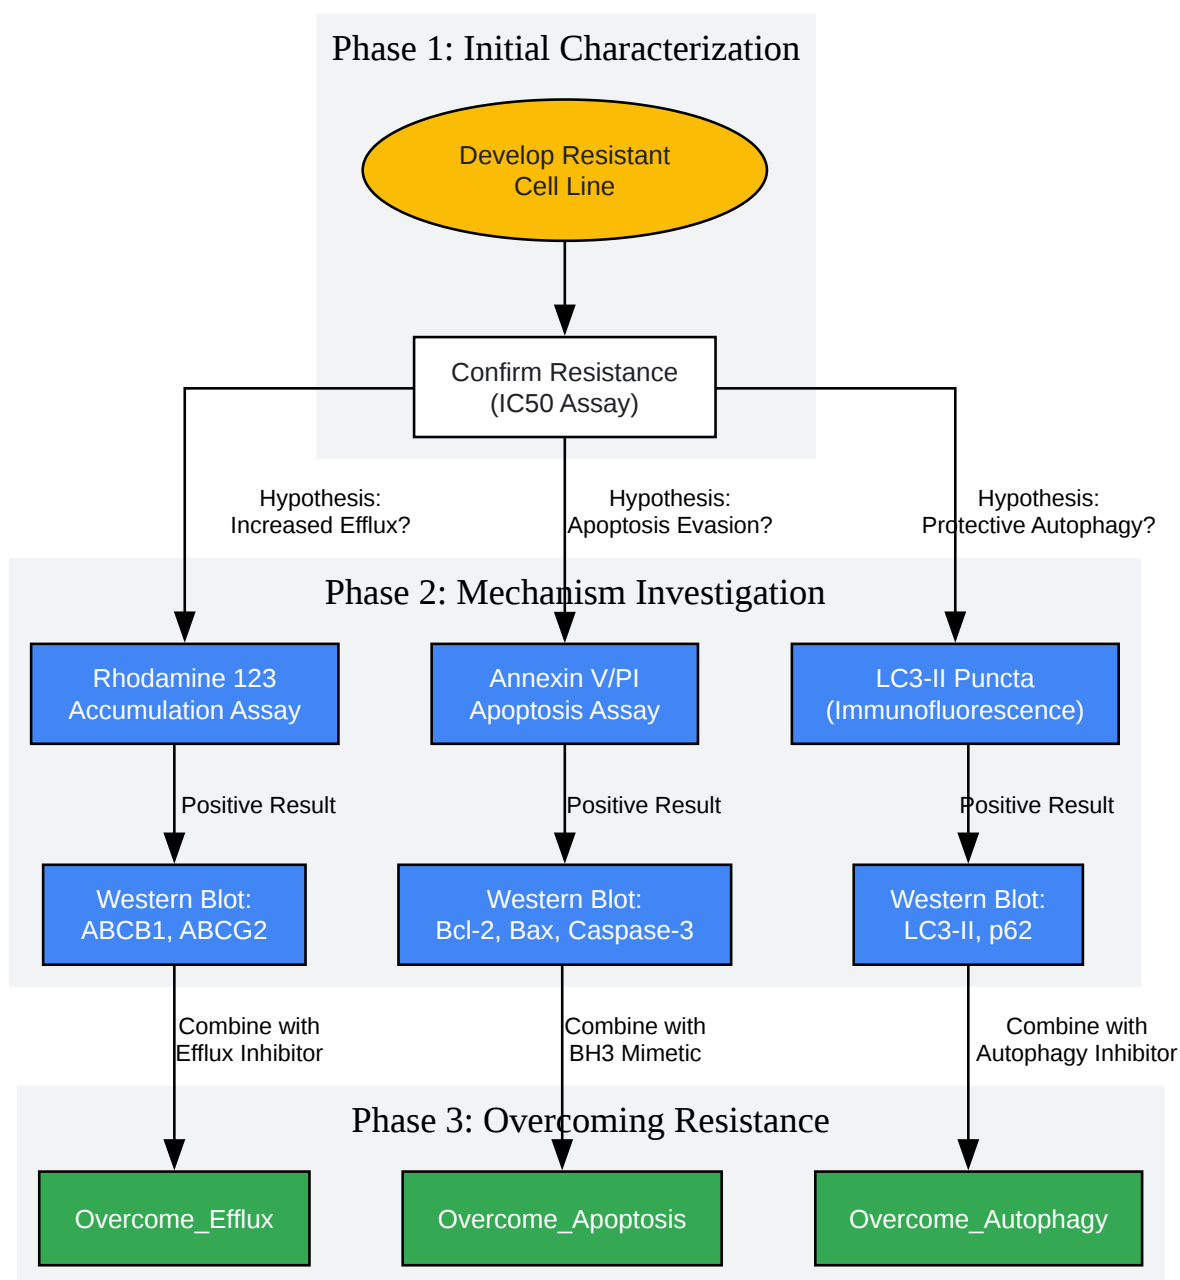 Phase 1: Initial Characterization
Develop Resistant
Cell Line
Confirm Resistance
(IC50 Assay)
Hypothesis:
Increased Efflux?
Hypothesis:
Apoptosis Evasion?
Hypothesis:
Protective Autophagy?
Phase 2: Mechanism Investigation
Rhodamine 123
Accumulation Assay
Annexin V/PI
Apoptosis Assay
LC3-II Puncta
(Immunofluorescence)
Positive Result
Positive Result
Positive Result
Western Blot:
ABCB1, ABCG2
Western Blot:
Bcl-2, Bax, Caspase-3
Western Blot:
LC3-II, p62
Combine with
Efflux Inhibitor
Combine with
BH3 Mimetic
Combine with
Autophagy Inhibitor
Phase 3: Overcoming Resistance
Overcome_Efflux
Overcome_Apoptosis
Overcome_Autophagy